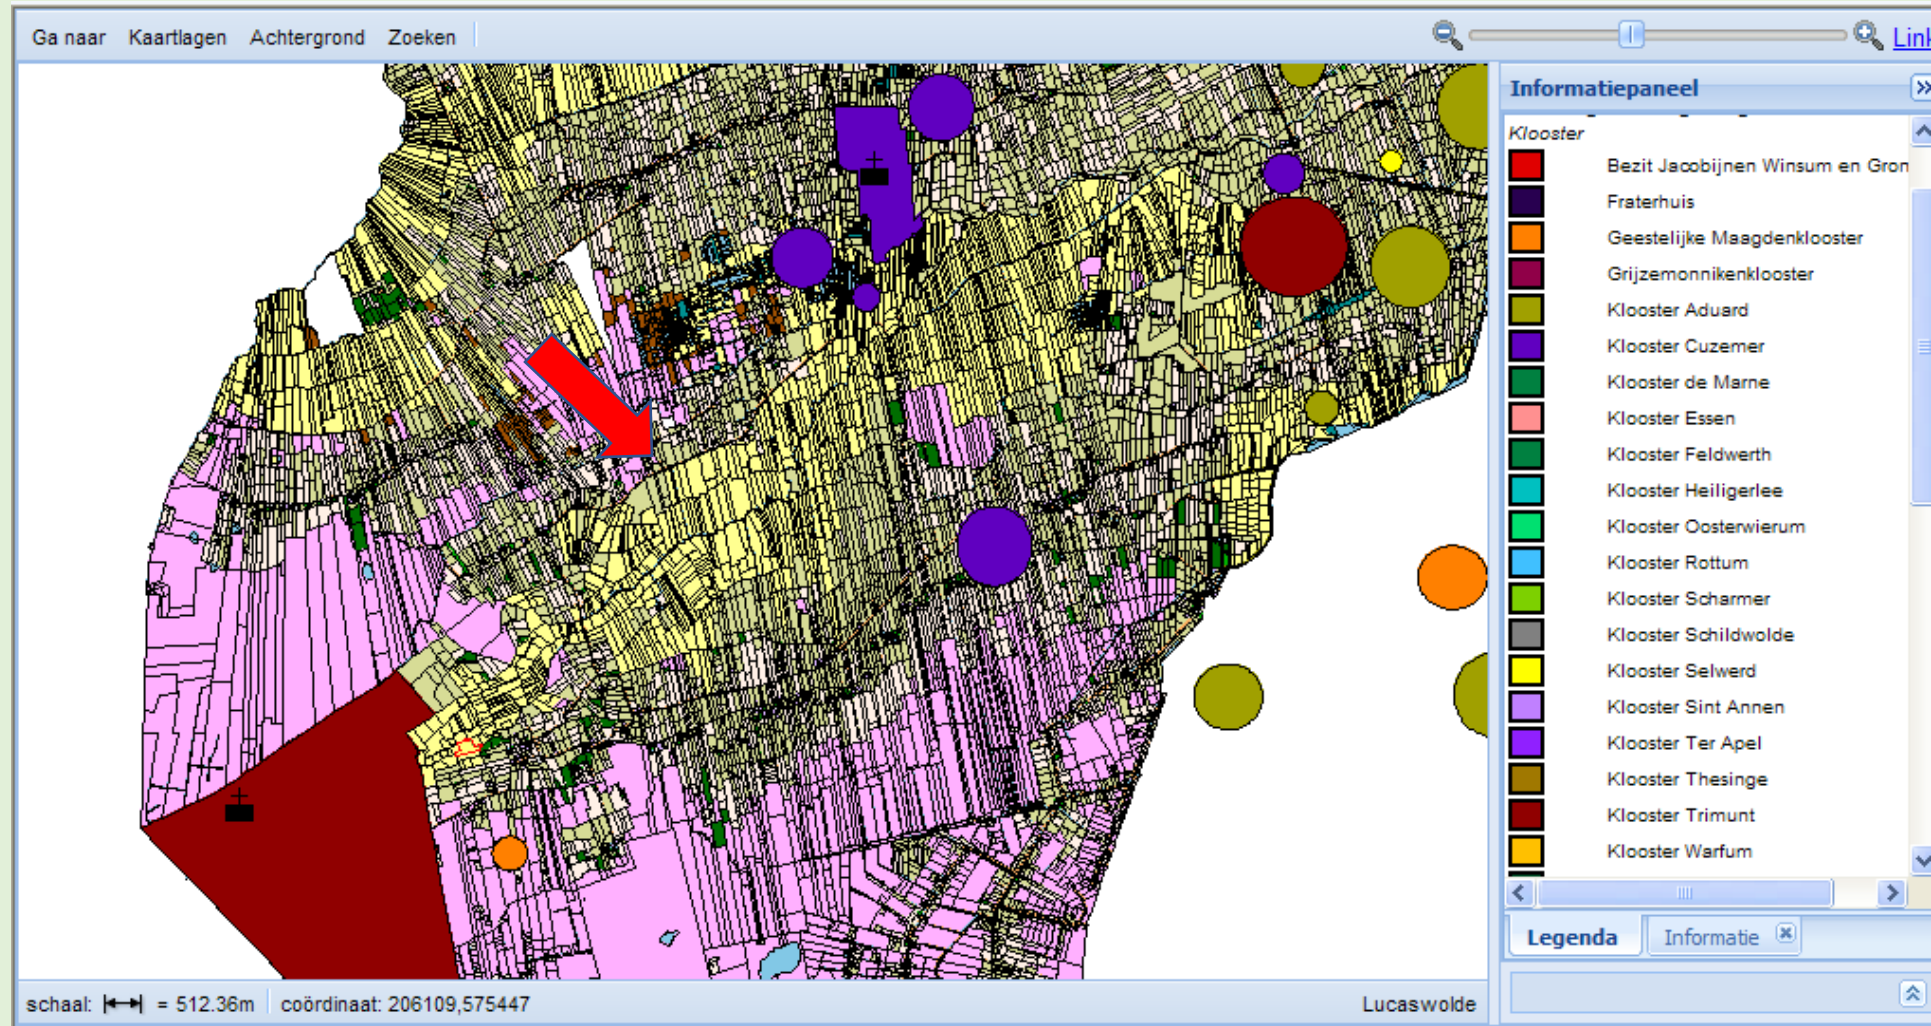 Ga naar Kaartlagen Achtergrond Zoeken
Link
Informatiepaneel
Klooster
Bezit Jacobijnen Winsum en Gron
Fraterhuis
Geestelijke Maagdenklooster
Grijzemonnikenklooster
Klooster Aduard
Klooster Cuzemer
Klooster de Marne
Klooster Essen
Klooster Feldwerth
Klooster Heiligerlee
Klooster Oosterwierum
Klooster Rottum
Klooster Scharmer
Klooster Schildwolde
Klooster Selwerd
Klooster Sint Annen
Klooster Ter Apel
Klooster Thesinge
Klooster Trimunt
Klooster Warfum
Legenda Informatie
schaal: = 512.36m coördinaat: 206109,575447 Lucaswolde